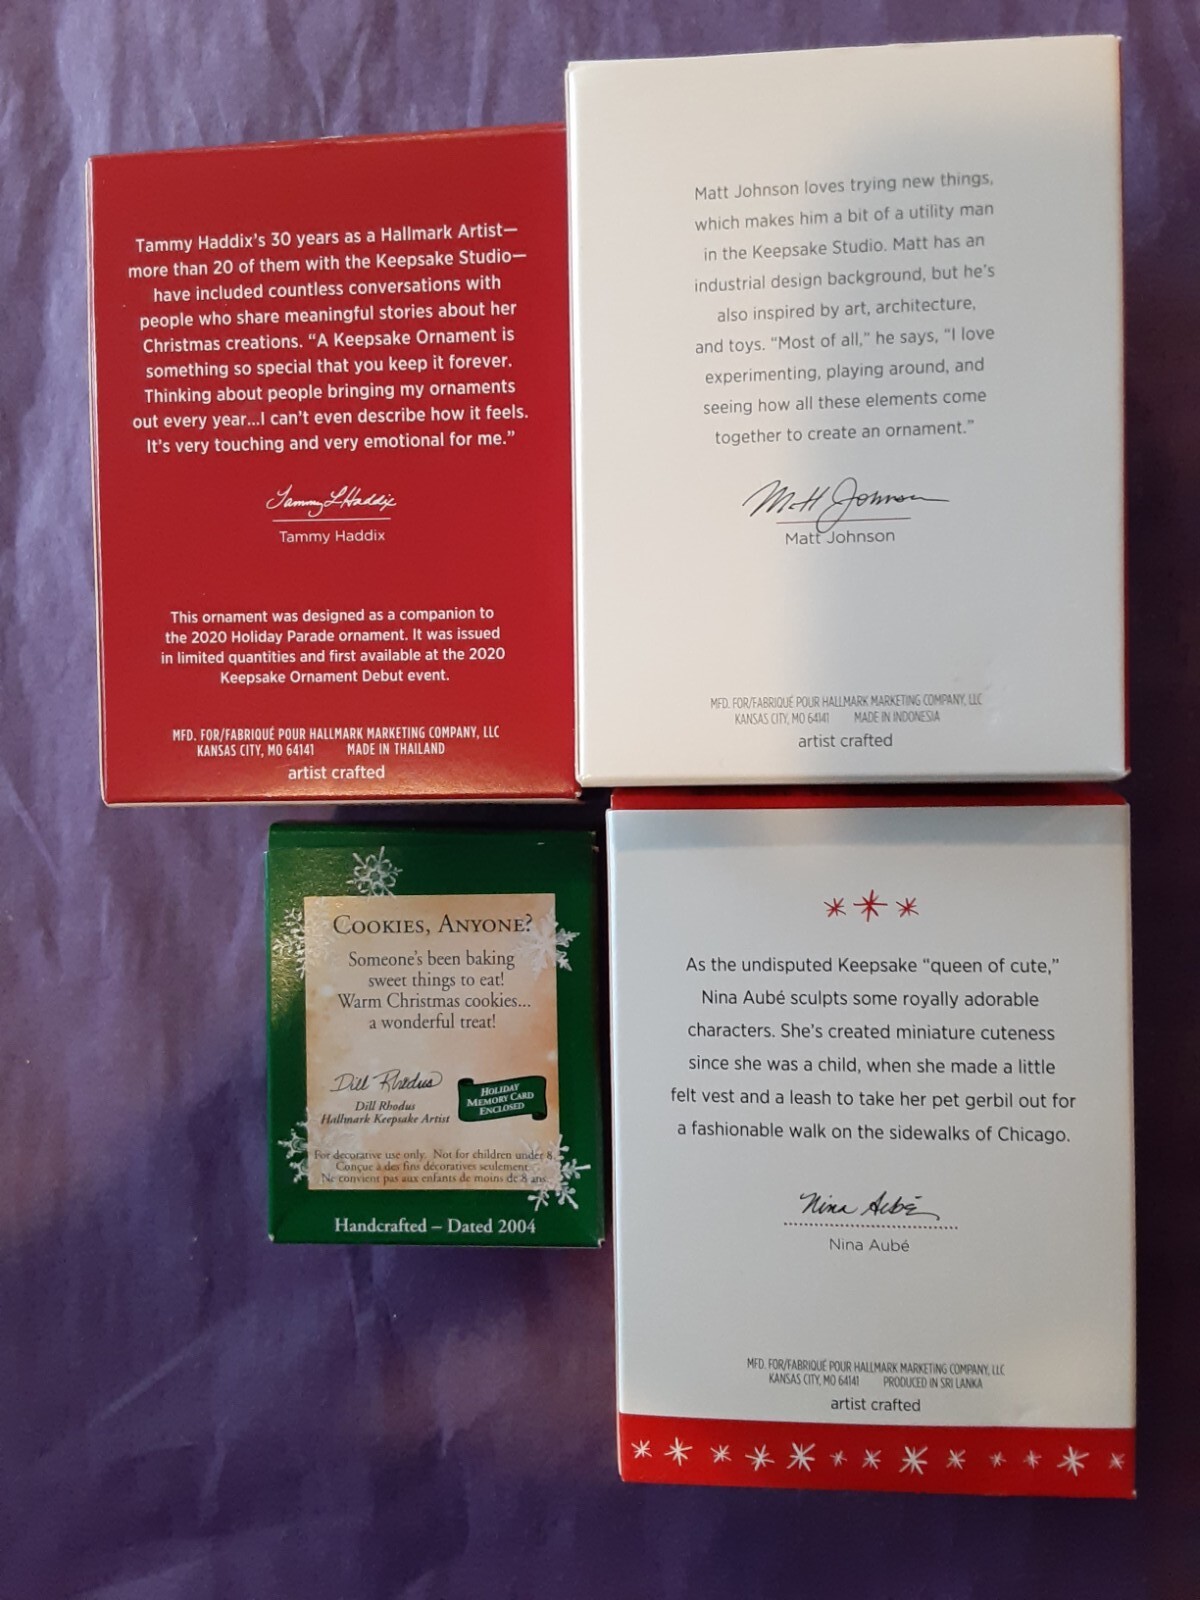 Tammy Haddix's 30 years as a Hallmark Artist—
more than 20 of them with the Keepsake Studio—
have included countless conversations with
people who share meaningful stories about her
Christmas creations. “A Keepsake Ornament is
something so special that you keep it forever.
Thinking about people bringing my ornaments
out every year...I can't even describe how it feels.
It's very touching and very emotional for me.”
Tammy L Haddix
Tammy Haddix
This ornament was designed as a companion to
the 2020 Holiday Parade ornament. It was issued
in limited quantities and first available at the 2020
Keepsake Ornament Debut event.
MFD. FOR/FABRIQUÉ POUR HALLMARK MARKETING COMPANY, LLC
KANSAS CITY, MO 64141 MADE IN THAILAND
artist crafted
Matt Johnson loves trying new things,
which makes him a bit of a utility man
in the Keepsake Studio. Matt has an
industrial design background, but he's
also inspired by art, architecture,
and toys. “Most of all,” he says, “I love
experimenting, playing around, and
seeing how all these elements come
together to create an ornament.”
Matt Johnson
Matt Johnson
MFD. FOR/FABRIQUÉ POUR HALLMARK MARKETING COMPANY, LLC
KANSAS CITY, MO 64141 MADE IN INDONESIA
artist crafted
COOKIES, ANYONE?
Someone's been baking
sweet things to eat!
Warm Christmas cookies...
a wonderful treat!
Dill Rhodus
Dill Rhodus
Hallmark Keepsake Artist
HOLIDAY
MEMORY CARD
ENCLOSED
For decorative use only. Not for children under 8.
Conçue à des fins décoratives seulement.
Ne convient pas aux enfants de moins de 8 ans.
Handcrafted – Dated 2004
As the undisputed Keepsake “queen of cute,”
Nina Aubé sculpts some royally adorable
characters. She's created miniature cuteness
since she was a child, when she made a little
felt vest and a leash to take her pet gerbil out for
a fashionable walk on the sidewalks of Chicago.
Nina Aubé
Nina Aubé
MFD. FOR/FABRIQUÉ POUR HALLMARK MARKETING COMPANY, LLC
KANSAS CITY, MO 64141 PRODUCED IN SRI LANKA
artist crafted